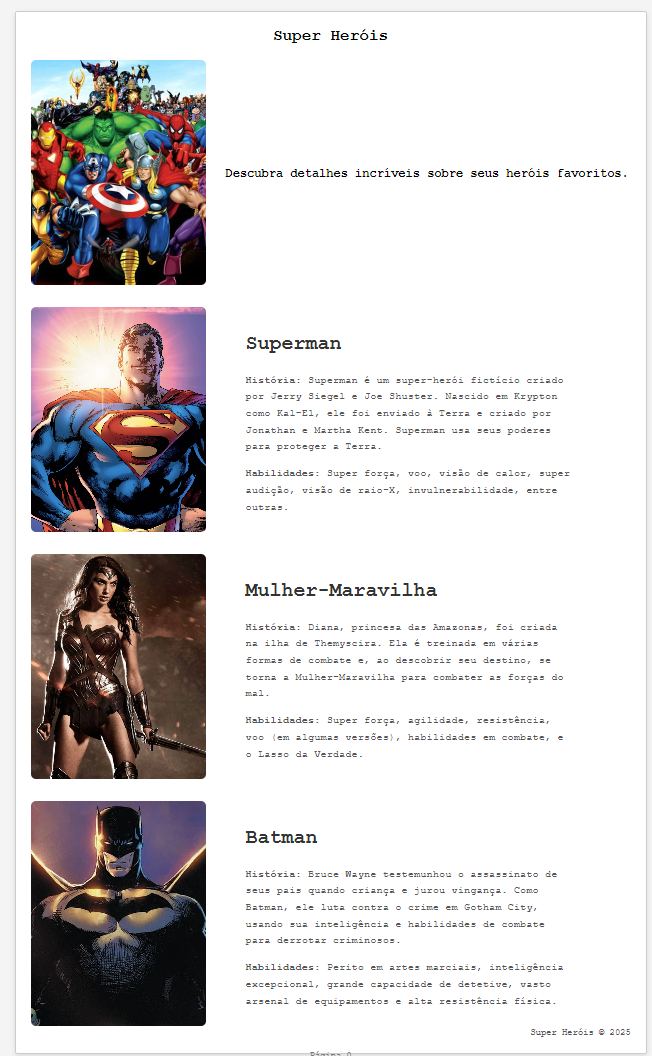 Super Heróis
Descubra detalhes incríveis sobre seus heróis favoritos.
Superman
História: Superman é um super-herói fictício criado
por Jerry Siegel e Joe Shuster. Nascido em Krypton
como Kal-El, ele foi enviado à Terra e criado por
Jonathan e Martha Kent. Superman usa seus poderes
para proteger a Terra.
Habilidades: Super força, voo, visão de calor, super
audição, visão de raio-X, invulnerabilidade, entre
outras.
Mulher-Maravilha
História: Diana, princesa das Amazonas, foi criada
na ilha de Themyscira. Ela é treinada em várias
formas de combate e, ao descobrir seu destino, se
torna a Mulher-Maravilha para combater as forças do
mal.
Habilidades: Super força, agilidade, resistência,
voo (em algumas versões), habilidades em combate, e
o Lasso da Verdade.
Batman
História: Bruce Wayne testemunhou o assassinato de
seus pais quando criança e jurou vingança. Como
Batman, ele luta contra o crime em Gotham City,
usando sua inteligência e habilidades de combate
para derrotar criminosos.
Habilidades: Perito em artes marciais, inteligência
excepcional, grande capacidade de detetive, vasto
arsenal de equipamentos e alta resistência física.
Super Heróis © 2025
Página 0